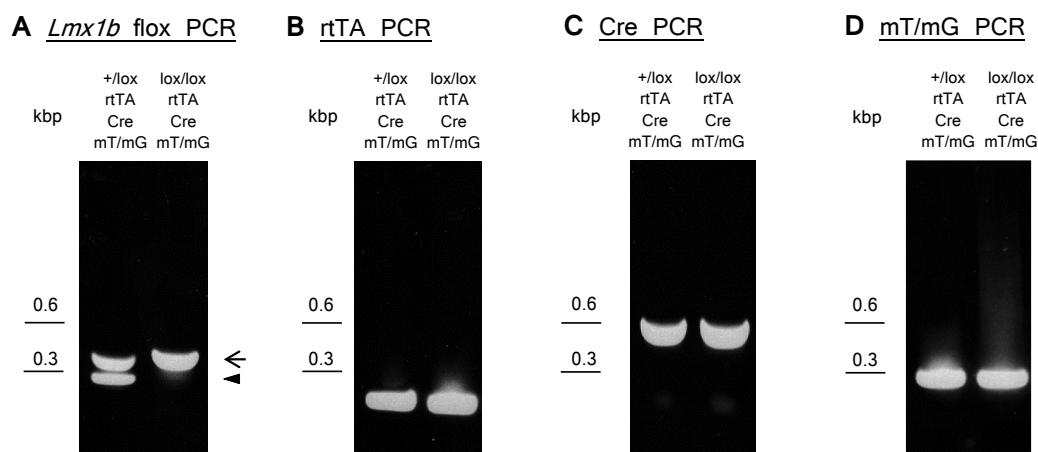 A Lmx1b flox PCR
kbp
+/lox lox/lox
rtTA rtTA
Cre Cre
mT/mG mT/mG
0.6
0.3
B rtTA PCR
kbp
+/lox lox/lox
rtTA rtTA
Cre Cre
mT/mG mT/mG
0.6
0.3
C Cre PCR
kbp
+/lox lox/lox
rtTA rtTA
Cre Cre
mT/mG mT/mG
0.6
0.3
D mT/mG PCR
kbp
+/lox lox/lox
rtTA rtTA
Cre Cre
mT/mG mT/mG
0.6
0.3